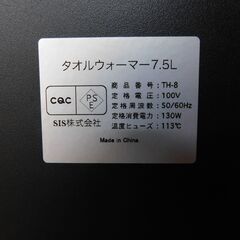 タオルウォーマー7.5L
CQC
PS
E
SIS株式会社
商品番号：TH-8
定格電圧：100V
定格周波数：50/60Hz
定格消費電力：130W
温度ヒューズ：113℃
Made in China